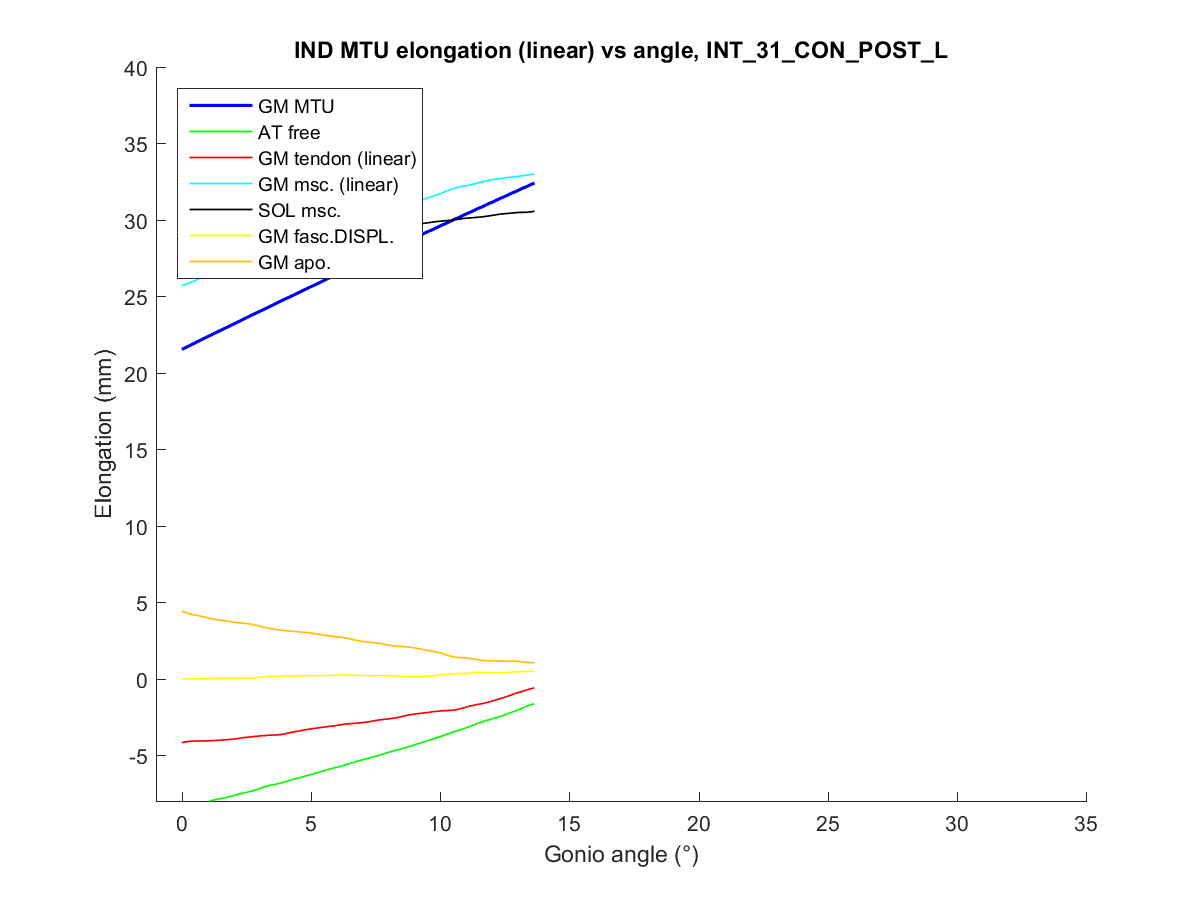 IND MTU elongation (linear) vs angle, INT_31_CON_POST_L
40
35
30
25
20
15
10
5
0
-5
Elongation (mm)
GM MTU
AT free
GM tendon (linear)
GM msc. (linear)
SOL msc.
GM fasc.DISPL.
GM apo.
0 5 10 15 20 25 30 35
Gonio angle (°)